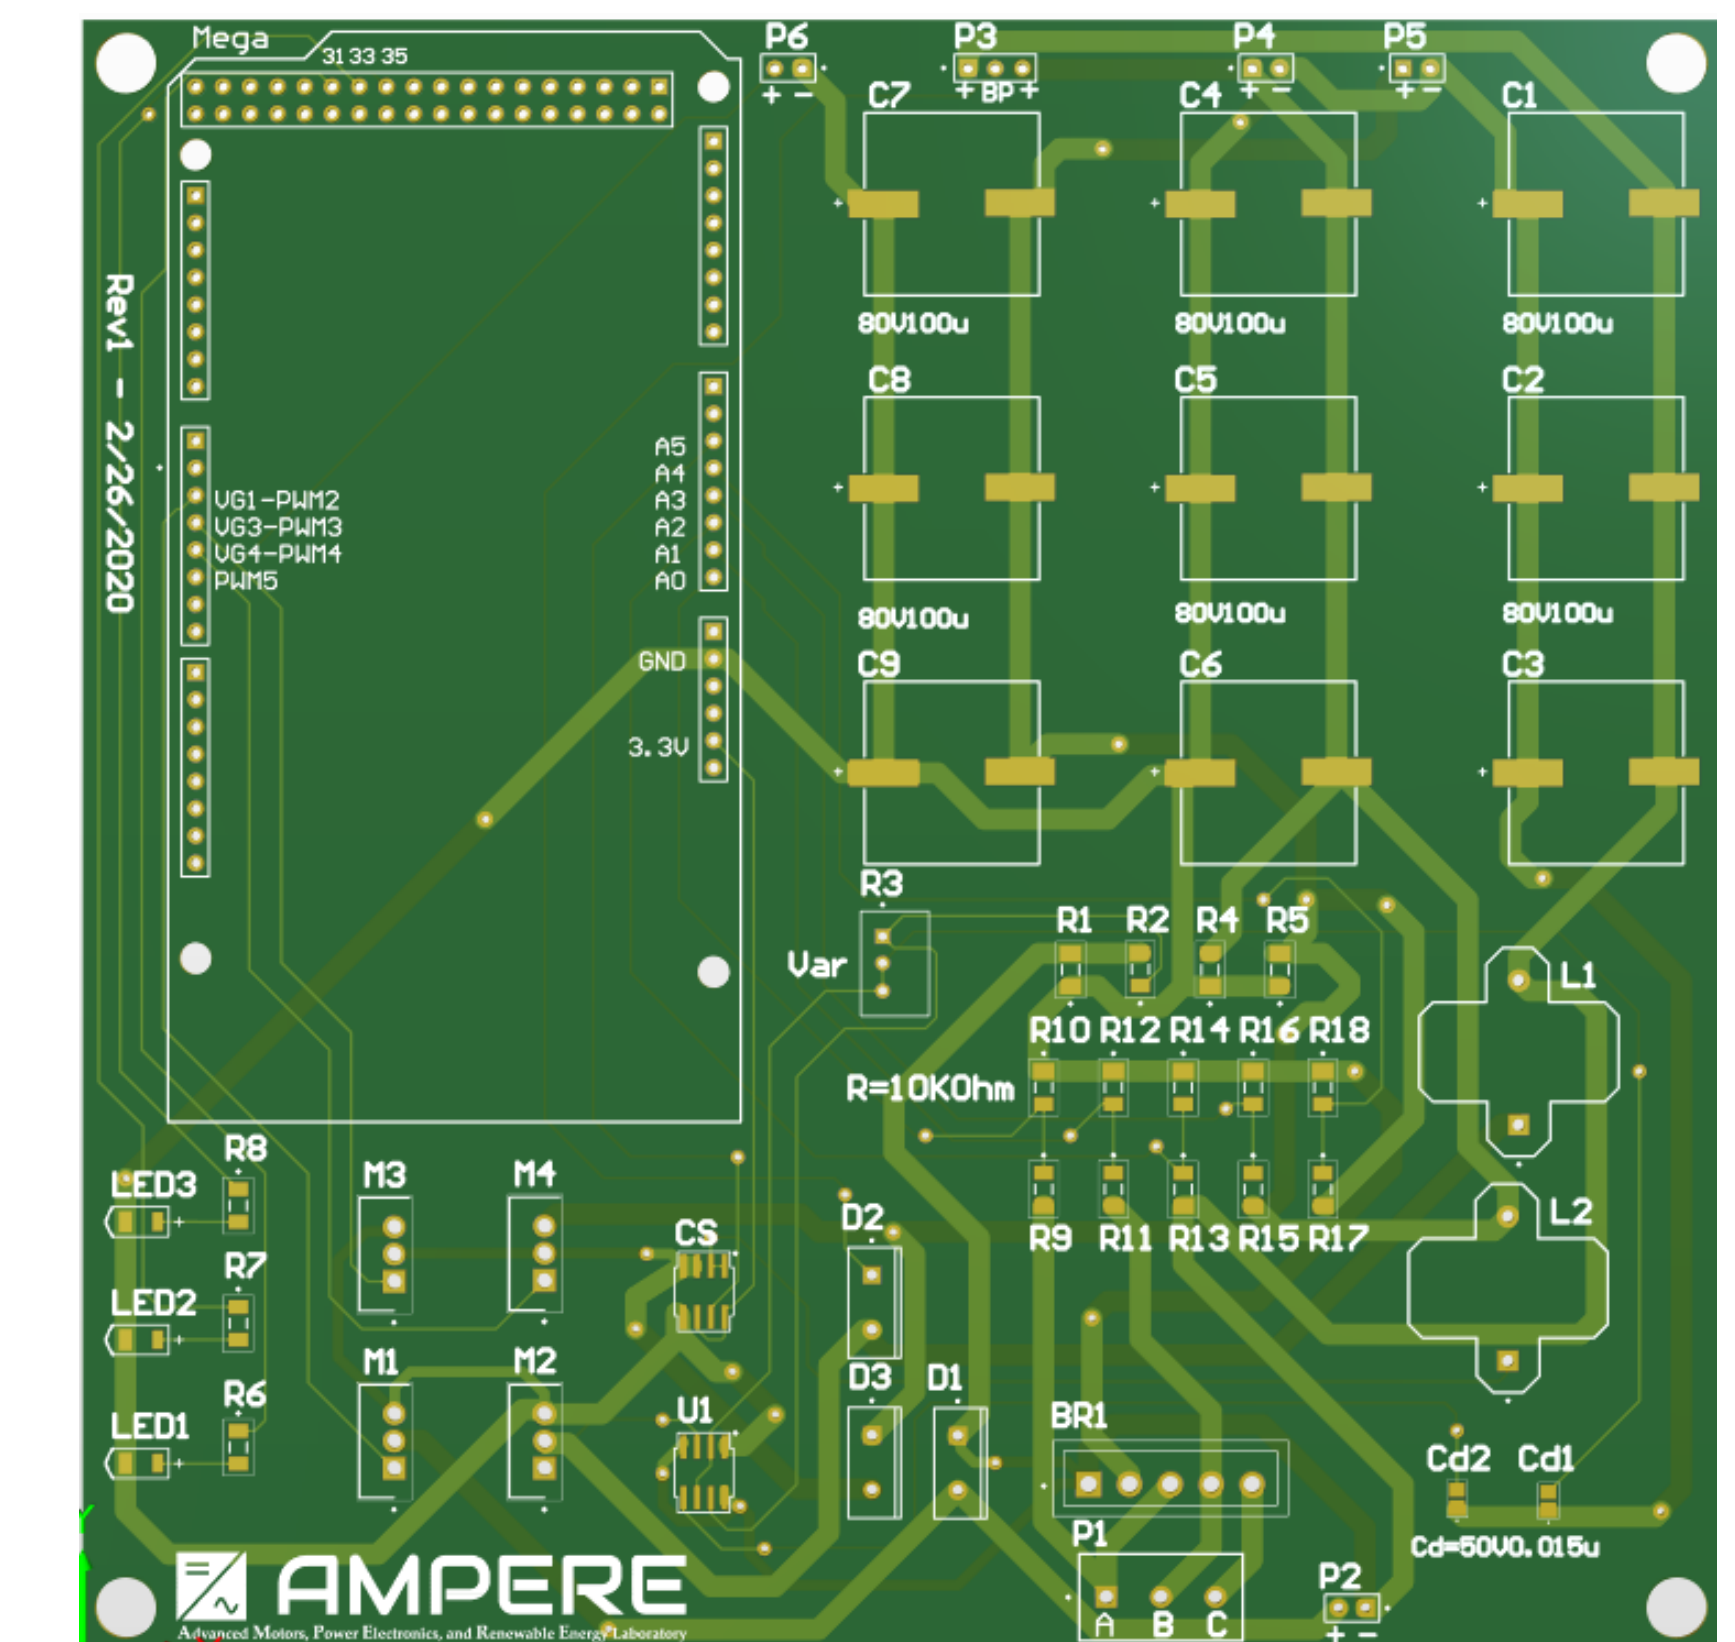 Mega
31 33 35
P6
+ -
P3
+ BP +
P4
+ -
P5
+ -
C7
C4
C1
+
+
+
80V100u
80V100u
80V100u
Rev1 - 2/26/2020
C8
C5
C2
+
+
+
80V100u
80V100u
80V100u
A5
A4
A3
A2
A1
A0
VG1-PWM2
VG3-PWM3
VG4-PWM4
PWM5
GND
3.3V
C9
C6
C3
+
+
+
R3
Var
R1
R2
R4
R5
L1
R10
R12
R14
R16
R18
R=10KOhm
R9
R11
R13
R15
R17
L2
R8
LED3
+
M3
M4
CS
D2
R7
LED2
+
M1
M2
D3
D1
R6
LED1
+
U1
BR1
Cd2
Cd1
Cd=50V0.015u
P1
A B C
P2
+ -
AMPERE
Advanced Motors, Power Electronics, and Renewable Energy Laboratory
Y